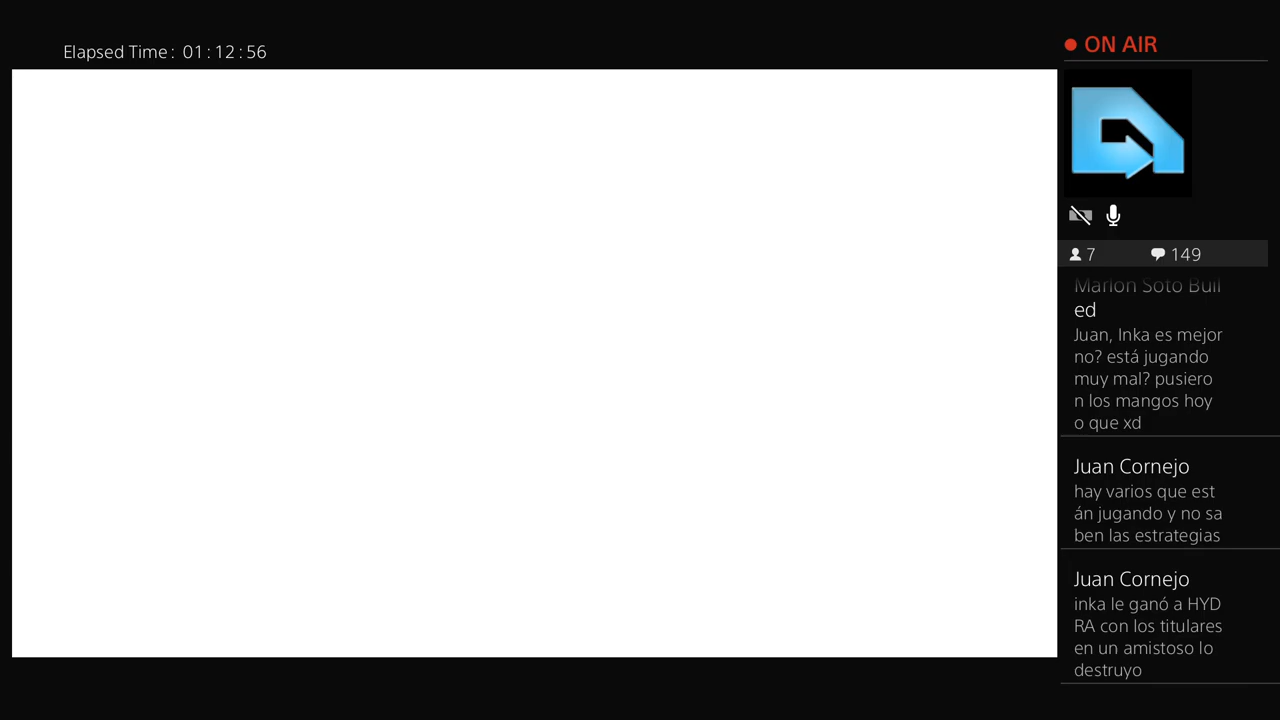 Elapsed Time: 01:12:56
ON AIR
7 149
Marlon Soto Buil
ed
Juan, Inka es mejor
no? está jugando
muy mal? pusiero
n los mangos hoy
o que xd
Juan Cornejo
hay varios que est
án jugando y no sa
ben las estrategias
Juan Cornejo
inka le ganó a HYD
RA con los titulares
en un amistoso lo
destruyo